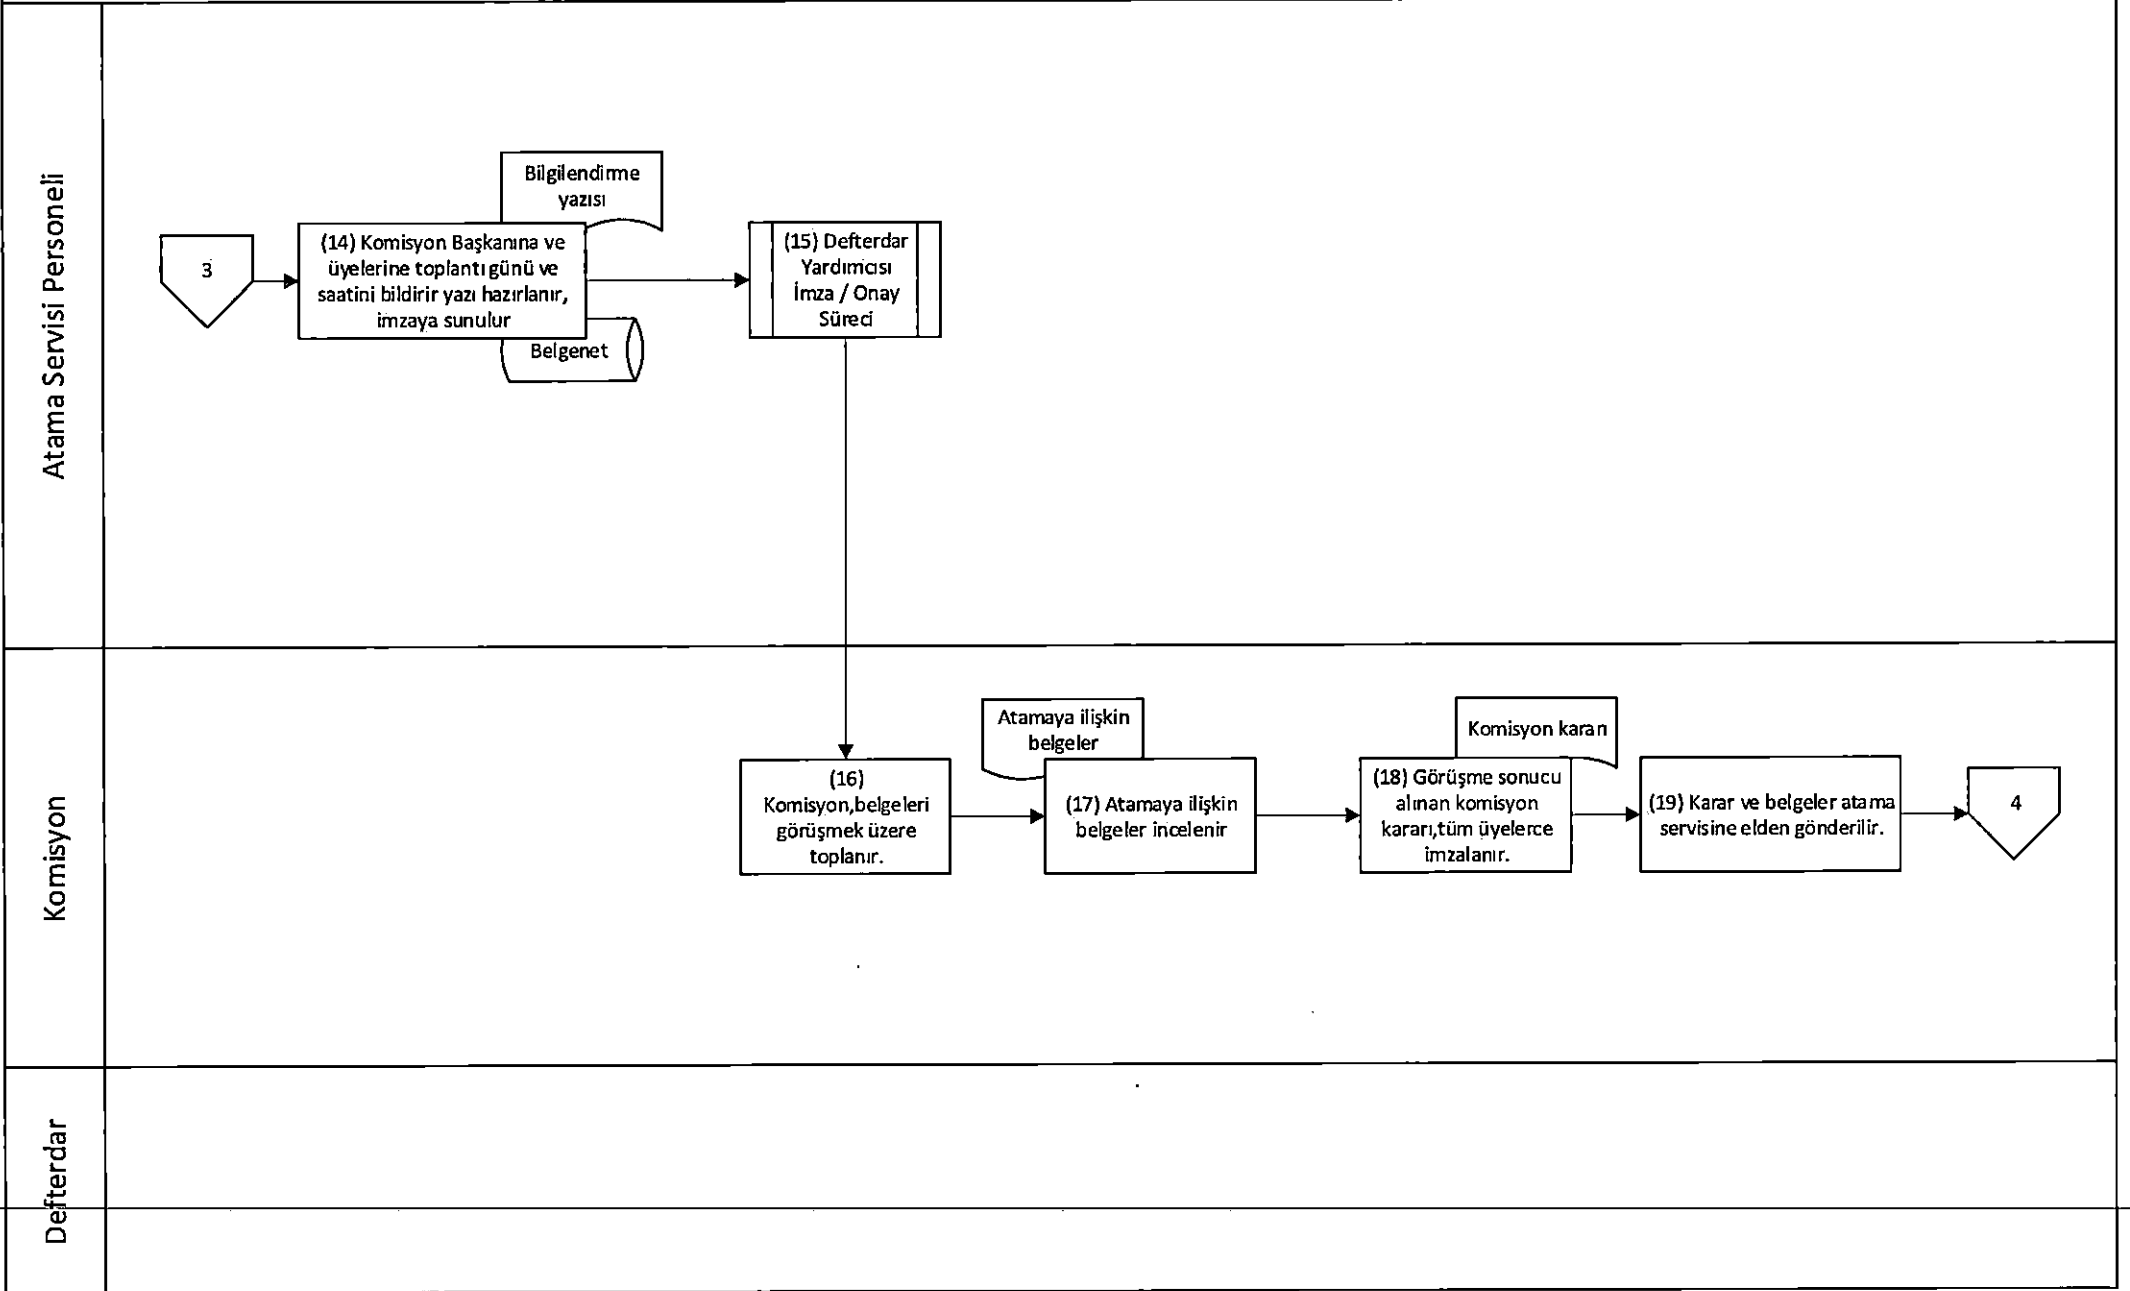 Atama Servisi Personeli
3
Bilgilendirme
yazısı
(14) Komisyon Başkanına ve
üyelerine toplantı günü ve
saatini bildirir yazı hazırlanır,
imzaya sunulur
Belgenet
(15) Defterdar
Yardımcısı
İmza / Onay
Süreci
Komisyon
(16)
Komisyon,belgeleri
görüşmek üzere
toplanır.
Atamaya ilişkin
belgeler
(17) Atamaya ilişkin
belgeler incelenir
Komisyon kararı
(18) Görüşme sonucu
alınan komisyon
kararı,tüm üyelerce
imzalanır.
(19) Karar ve belgeler atama
servisine elden gönderilir.
4
Defterdar